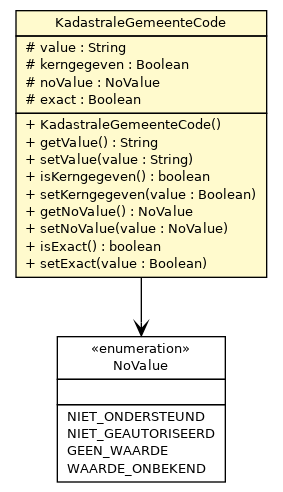 KadastraleGemeenteCode
# value : String
# kerngegeven : Boolean
# noValue : NoValue
# exact : Boolean
+ KadastraleGemeenteCode()
+ getValue() : String
+ setValue(value : String)
+ isKerngegeven() : boolean
+ setKerngegeven(value : Boolean)
+ getNoValue() : NoValue
+ setNoValue(value : NoValue)
+ isExact() : boolean
+ setExact(value : Boolean)
«enumeration»
NoValue
NIET_ONDERSTEUND
NIET_GEAUTORISEERD
GEEN_WAARDE
WAARDE_ONBEKEND